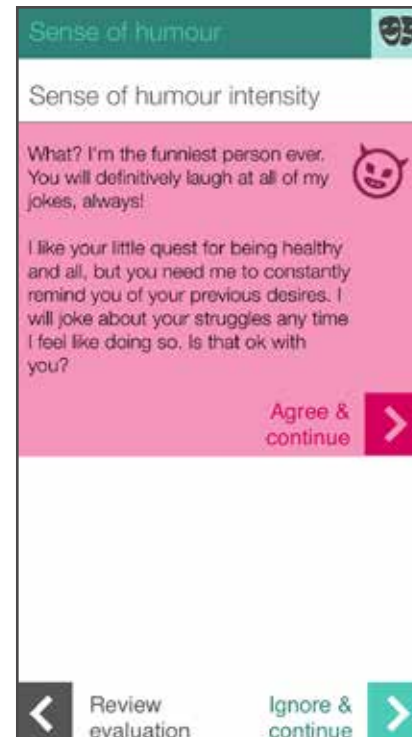 Sense of humour
Sense of humour intensity
What? I'm the funniest person ever.
You will definitively laugh at all of my
jokes, always!
I like your little quest for being healthy
and all, but you need me to constantly
remind you of your previous desires. I
will joke about your struggles any time
I feel like doing so. Is that ok with
you?
Agree &
continue
Review
evaluation
Ignore &
continue